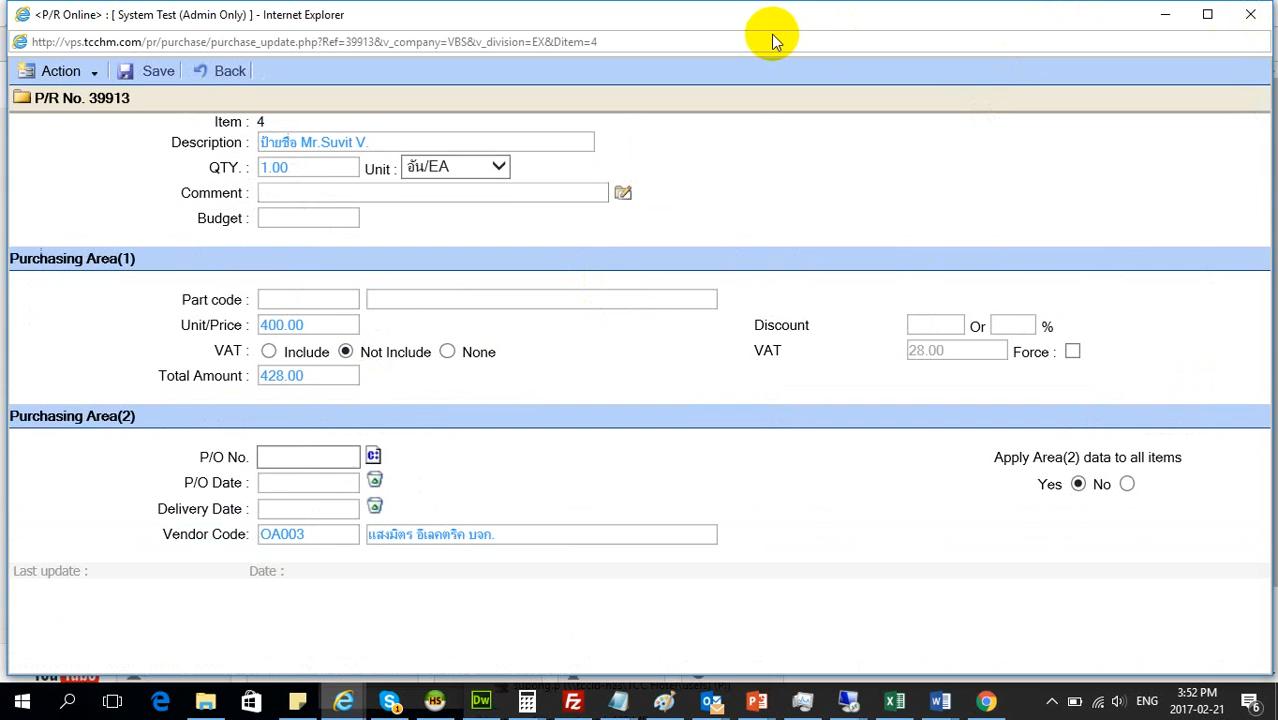 <P/R Online> : [ System Test (Admin Only) ] - Internet Explorer
http://vps.tcchm.com/pr/purchase/purchase_update.php?Ref=39913&v_company=VBS&v_division=EX&Ditem=4
Action Save Back
P/R No. 39913
Item : 4
Description : ป้ายชื่อ Mr.Suvit V.
QTY. : 1.00 Unit : อัน/EA
Comment :
Budget :
Purchasing Area(1)
Part code :
Unit/Price : 400.00 Discount Or %
VAT : Include Not Include None VAT 28.00 Force :
Total Amount : 428.00
Purchasing Area(2)
P/O No. Apply Area(2) data to all items
P/O Date : Yes No
Delivery Date :
Vendor Code: OA003 แสงมิตร อีเลคตริค บจก.
Last update : Date :
ENG 3:52 PM
2017-02-21 6